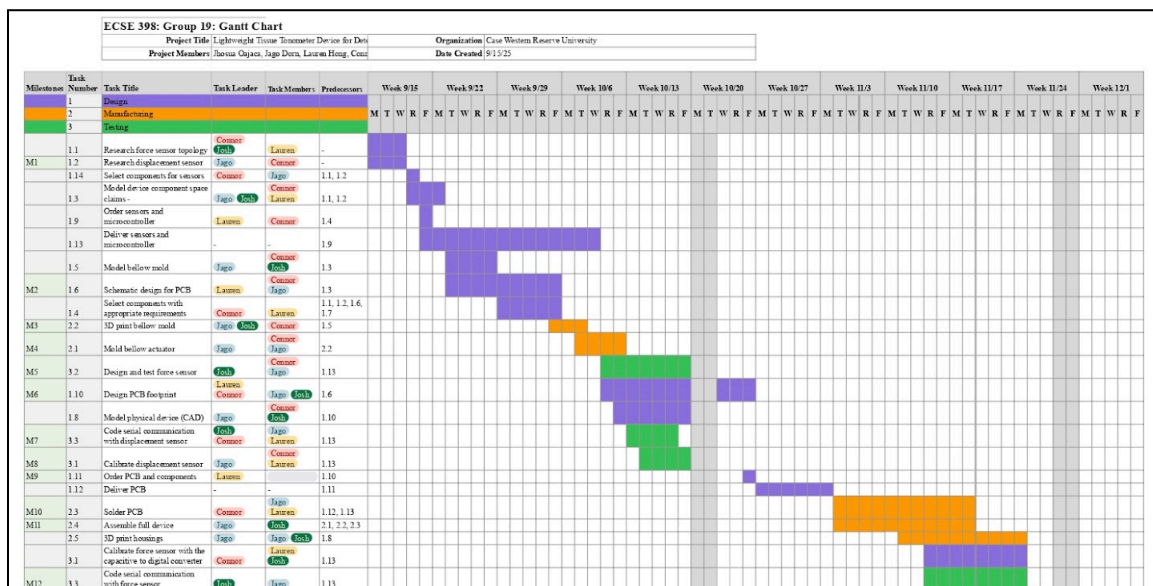 ECSE 398: Group 19: Gantt Chart
Project Title Lightweight Tissue Tonometer Device for Dete Organization Case Western Reserve University
Project Members Jhosua Oajaca, Jago Dorn, Lauren Hong, Date Created 9/15/25
Milestones Task Number Task Title Task Leader Task Members Predecessors Week 9/15 Week 9/22 Week 9/29 Week 10/6 Week 10/13 Week 10/20 Week 10/27 Week 11/3 Week 11/10 Week 11/17 Week 11/24 Week 12/1
1 Design
2 Manufacturing M T W R F M T W R F M T W R F M T W R F M T W R F M T W R F M T W R F M T W R F M T W R F M T W R F M T W R F M T W R F
3 Testing
1.1 Research force sensor topology Connor Josh Lauren -
M1 1.2 Research displacement sensor Jago Connor -
1.14 Select components for sensors Connor Jago 1.1, 1.2
1.3 Model device component space claims - Jago Josh Connor Lauren 1.1, 1.2
1.9 Order sensors and microcontroller Lauren Connor 1.4
1.13 Deliver sensors and microcontroller - - 1.9
1.5 Model bellow mold Jago Connor Josh 1.3
M2 1.6 Schematic design for PCB Lauren Connor Jago 1.3
1.4 Select components with appropriate requirements Connor Lauren 1.1, 1.2, 1.6, 1.7
M3 2.2 3D print bellow mold Jago Josh Connor 1.5
M4 2.1 Mold bellow actuator Jago Connor Jago 2.2
M5 3.2 Design and test force sensor Josh Connor Jago 1.13
M6 1.10 Design PCB footprint Lauren Connor Jago Josh 1.6
1.8 Model physical device (CAD) Jago Connor Josh 1.10
M7 3.3 Code serial communication with displacement sensor Josh Connor Jago Lauren 1.13
M8 3.1 Calibrate displacement sensor Jago Connor Lauren 1.13
M9 1.11 Order PCB and components Lauren 1.10
1.12 Deliver PCB - - 1.11
M10 2.3 Solder PCB Connor Jago Lauren 1.12, 1.13
M11 2.4 Assemble full device Jago Josh 2.1, 2.2, 2.3
2.5 3D print housings Jago Jago Josh 1.8
3.1 Calibrate force sensor with the capacitive to digital converter Connor Lauren Josh 1.13
M12 3.3 Code serial communication with force sensor Josh Jago 1.13